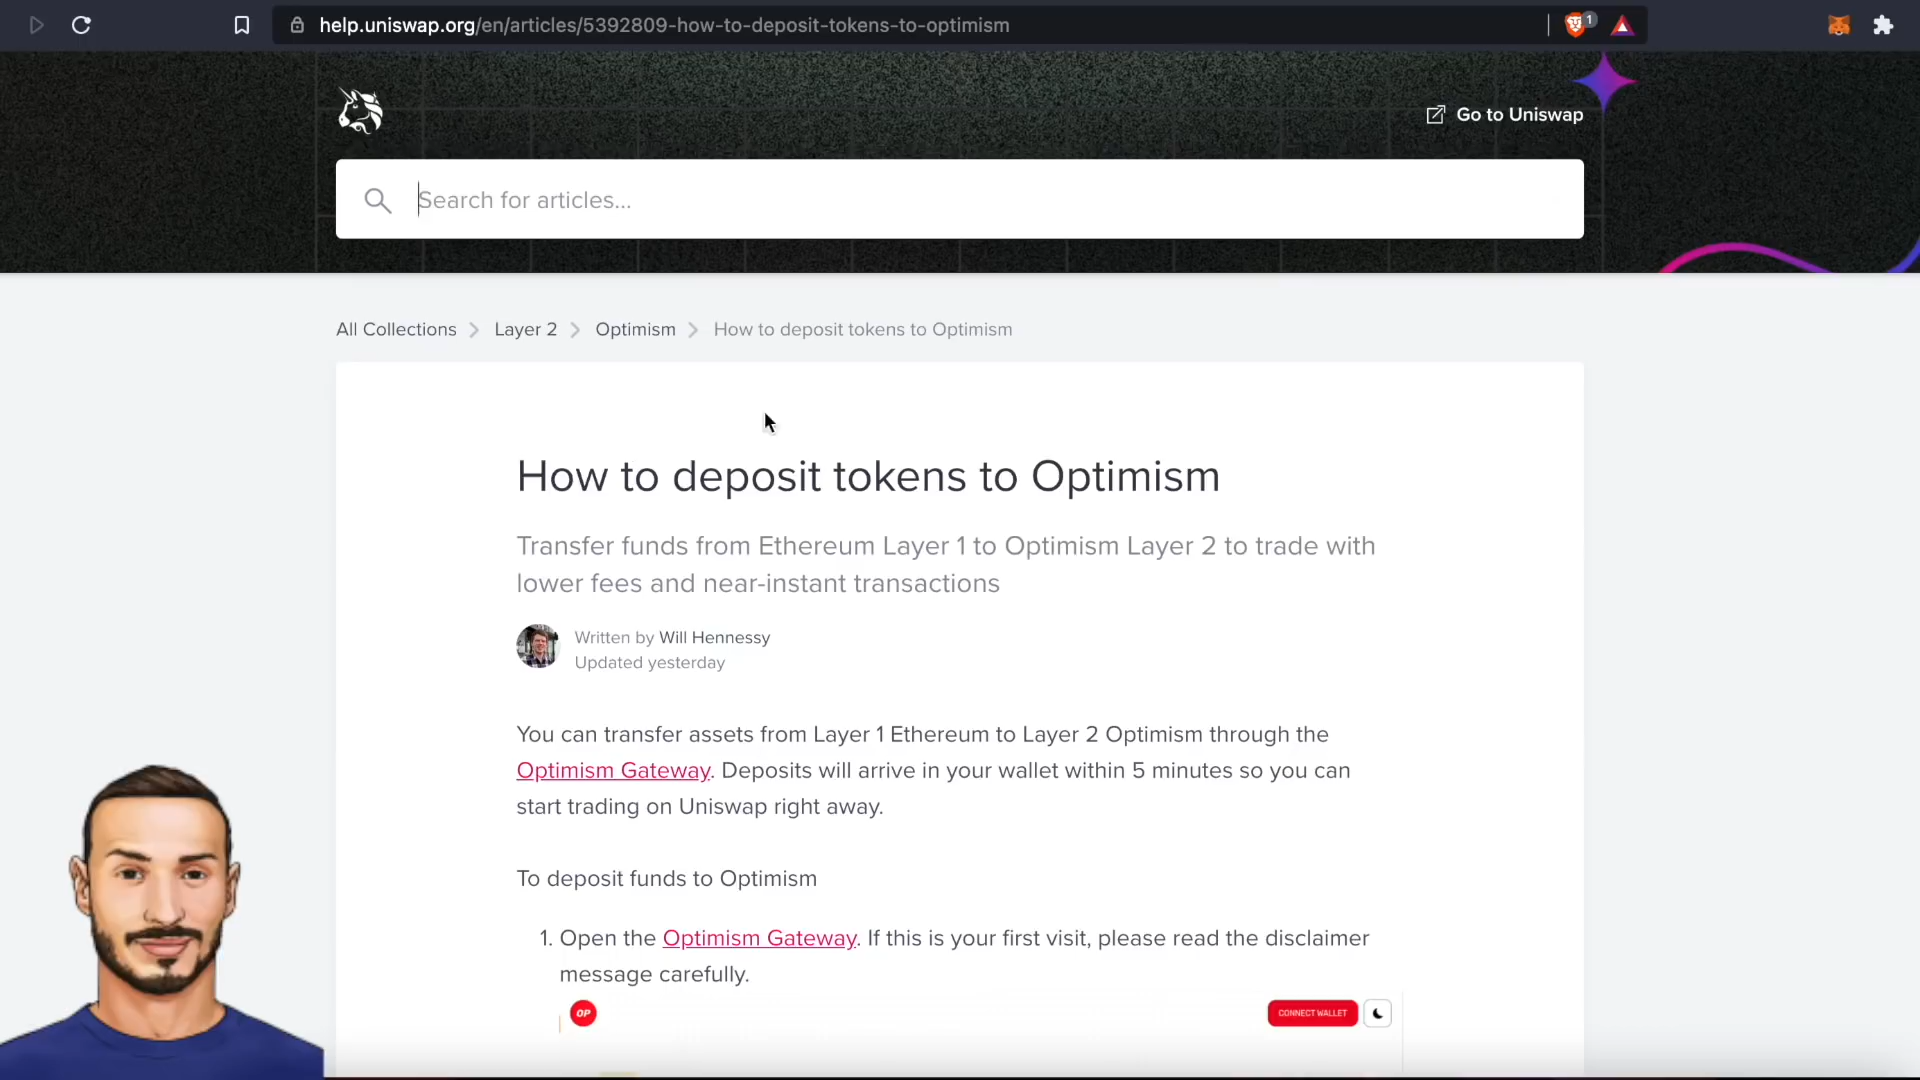 help.uniswap.org/en/articles/5392809-how-to-deposit-tokens-to-optimism
1
Go to Uniswap
Search for articles...
All Collections > Layer 2 > Optimism > How to deposit tokens to Optimism
How to deposit tokens to Optimism
Transfer funds from Ethereum Layer 1 to Optimism Layer 2 to trade with
lower fees and near-instant transactions
Written by Will Hennessy
Updated yesterday
You can transfer assets from Layer 1 Ethereum to Layer 2 Optimism through the
Optimism Gateway. Deposits will arrive in your wallet within 5 minutes so you can
start trading on Uniswap right away.
To deposit funds to Optimism
1. Open the Optimism Gateway. If this is your first visit, please read the disclaimer
message carefully.
OP
CONNECT WALLET